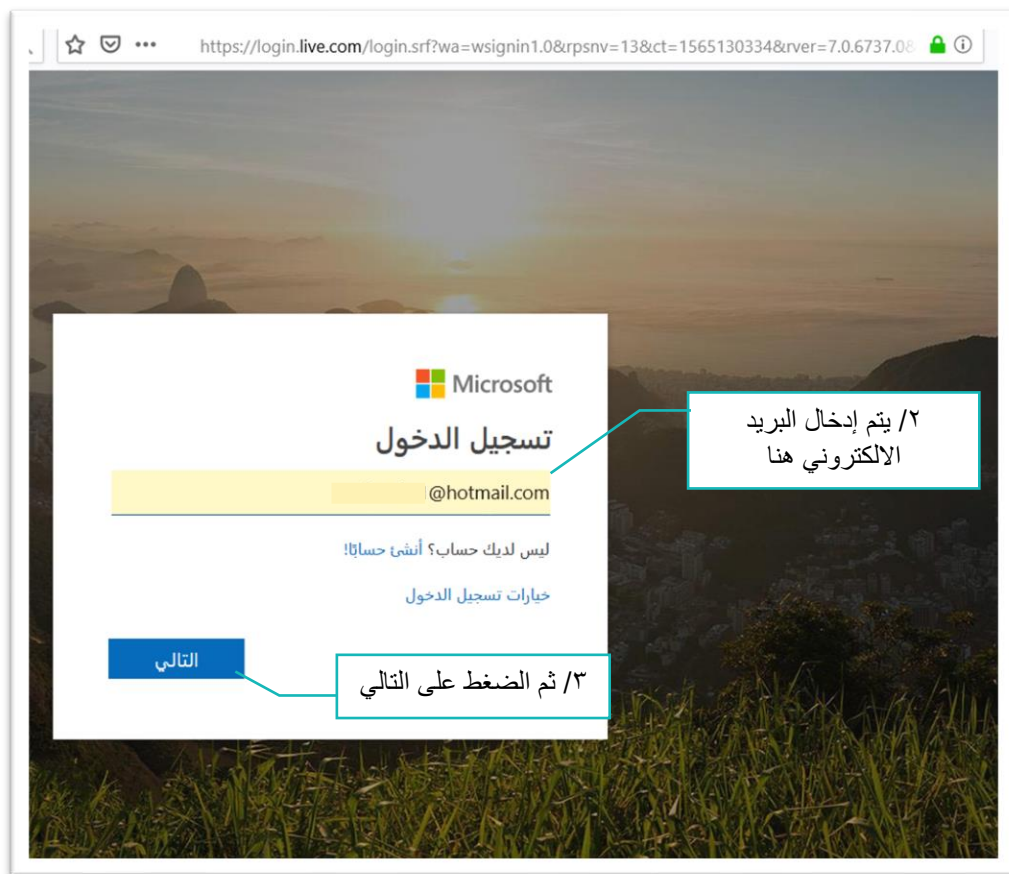 https://login.live.com/login.srf?wa=wsignin1.0&rpsnv=13&ct=1565130334&rver=7.0.6737.0
Microsoft
تسجيل الدخول
@hotmail.com
٢/ يتم إدخال البريد
الالكتروني هنا
ليس لديك حساب؟ أنشئ حسابًا!
خيارات تسجيل الدخول
التالي
٣/ ثم الضغط على التالي